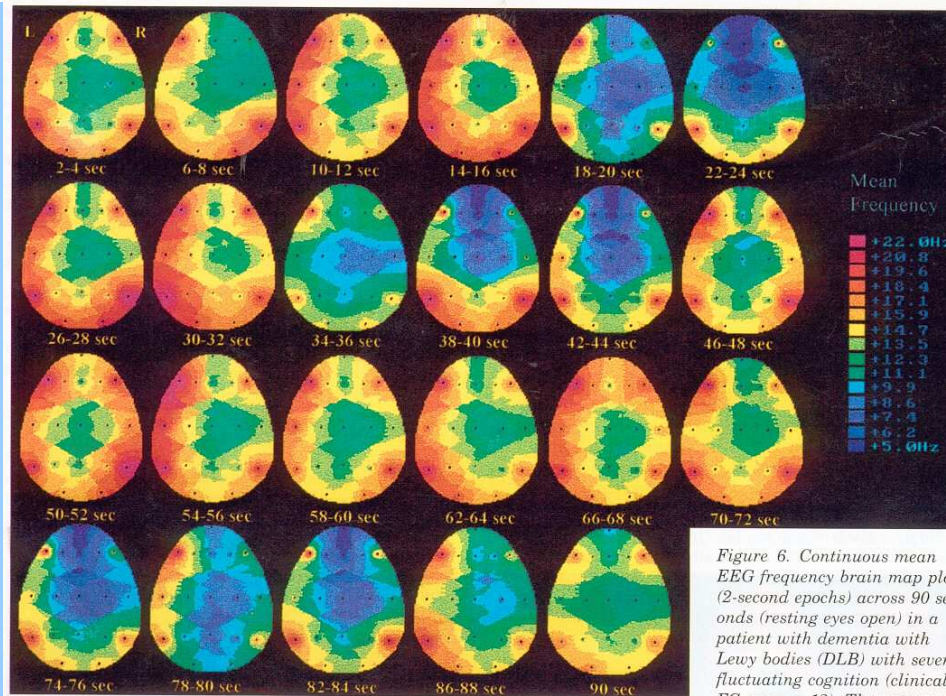 L R
2-4 sec 6-8 sec 10-12 sec 14-16 sec 18-20 sec 22-24 sec
Mean
Frequency
+22.0Hz
+20.8
+19.6
+18.4
+17.1
+15.9
+14.7
+13.5
+12.3
+11.1
+9.9
+8.6
+7.4
+6.2
+5.0Hz
26-28 sec 30-32 sec 34-36 sec 38-40 sec 42-44 sec 46-48 sec
50-52 sec 54-56 sec 58-60 sec 62-64 sec 66-68 sec 70-72 sec
74-76 sec 78-80 sec 82-84 sec 86-88 sec 90 sec
Figure 6. Continuous mean
EEG frequency brain map
(2-second epochs) across 90
onds (resting eyes open) in a
patient with dementia with
Lewy bodies (DLB) with
fluctuating cognition (clinical